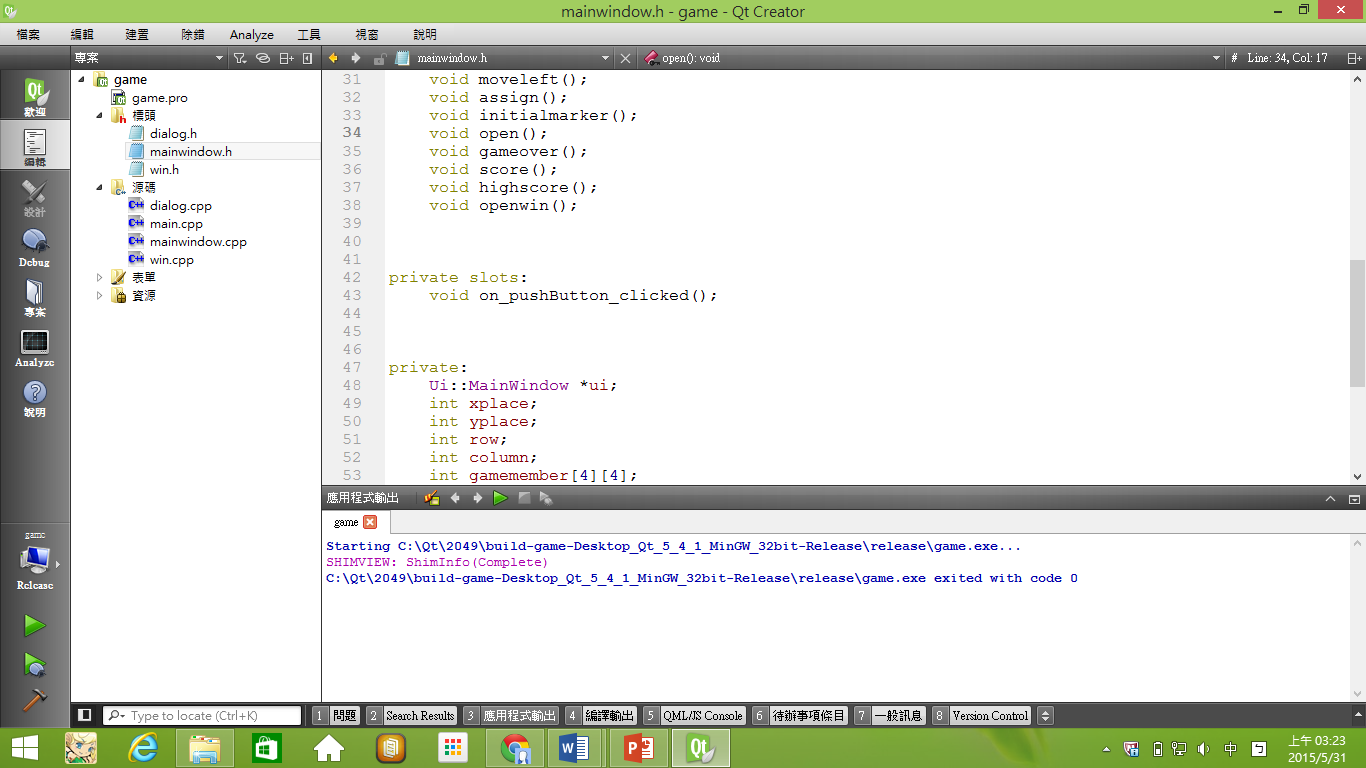 mainwindow.h - game - Qt Creator
檔案 編輯 建置 除錯 Analyze 工具 視窗 說明
專案
mainwindow.h
open(): void
# Line: 34, Col: 17
歡迎
編輯
設計
Debug
專案
Analyze
說明
game
Release
game
game.pro
標頭
dialog.h
mainwindow.h
win.h
源碼
dialog.cpp
main.cpp
mainwindow.cpp
win.cpp
表單
資源
31 void moveleft();
32 void assign();
33 void initialmarker();
34 void open();
35 void gameover();
36 void score();
37 void highscore();
38 void openwin();
39
40
41
42 private slots:
43 void on_pushButton_clicked();
44
45
46
47 private:
48 Ui::MainWindow *ui;
49 int xplace;
50 int yplace;
51 int row;
52 int column;
53 int gamemember[4][4];
應用程式輸出
game
Starting C:\Qt\2049\build-game-Desktop_Qt_5_4_1_MinGW_32bit-Release\release\game.exe...
SHIMVIEW: ShimInfo(Complete)
C:\Qt\2049\build-game-Desktop_Qt_5_4_1_MinGW_32bit-Release\release\game.exe exited with code 0
Type to locate (Ctrl+K)
1 問題 2 Search Results 3 應用程式輸出 4 編譯輸出 5 QML/JS Console 6 待辦事項條目 7 一般訊息 8 Version Control
中
上午 03:23
2015/5/31